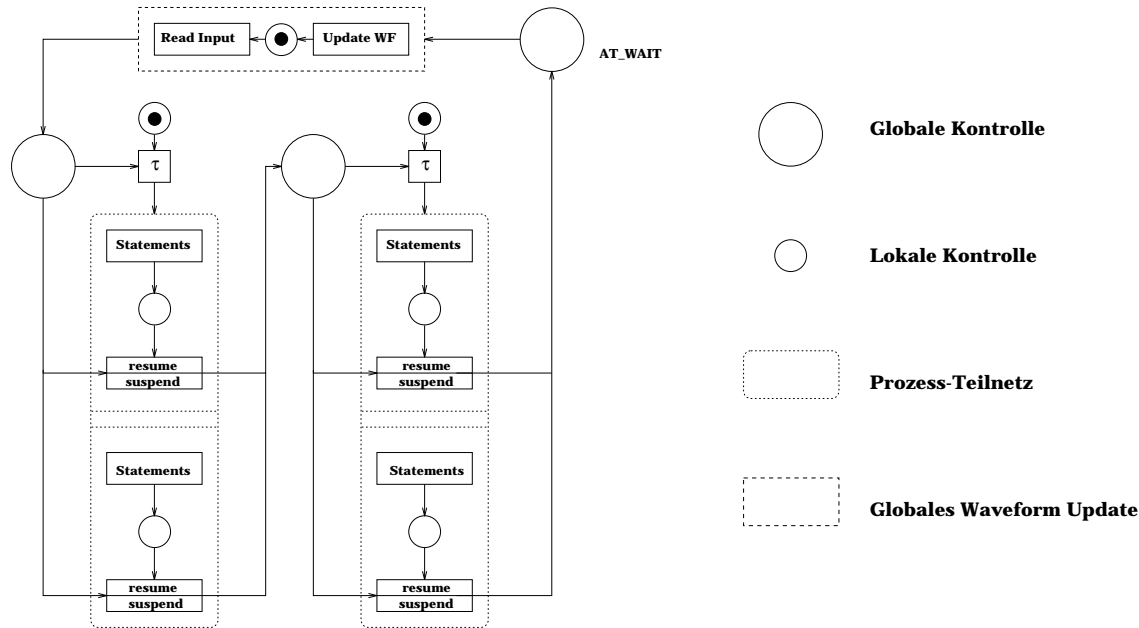 Read Input
Update WF
AT_WAIT
τ
τ
Statements
Statements
resume
suspend
resume
suspend
Statements
Statements
resume
suspend
resume
suspend
Globale Kontrolle
Lokale Kontrolle
Prozess-Teilnetz
Globales Waveform Update